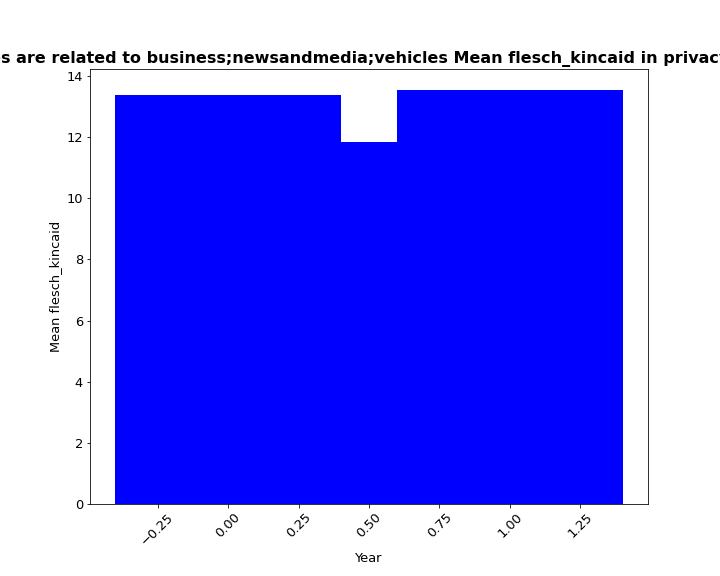 s are related to business;newsandmedia;vehicles Mean flesch_kincaid in privac
14
12
10
8
6
4
2
0
Mean flesch_kincaid
−0.25 0.00 0.25 0.50 0.75 1.00 1.25
Year